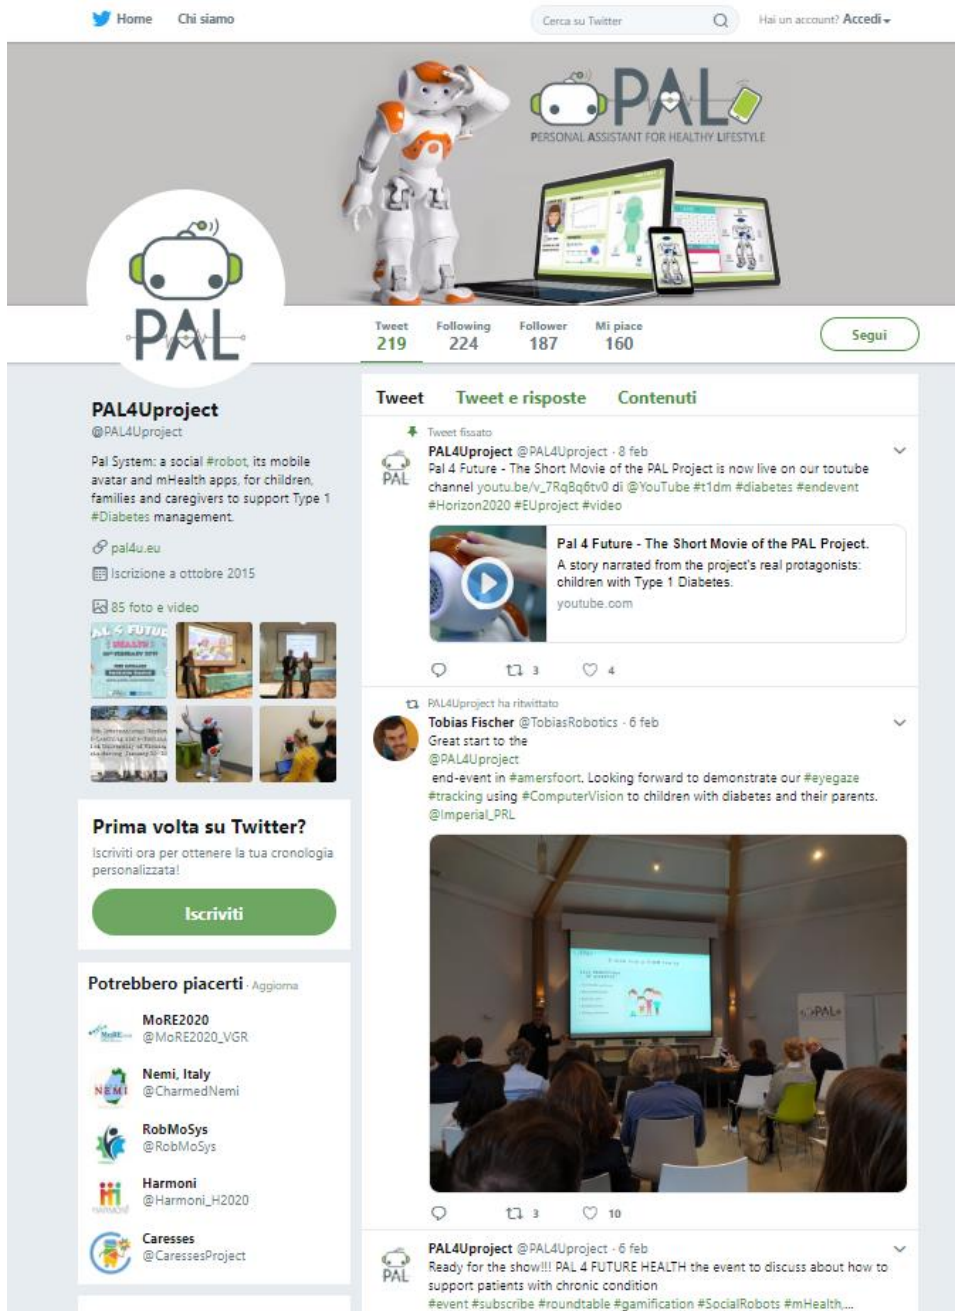 Home Chi siamo
Cerca su Twitter
Hai un account? Accedi
PAL
PERSONAL ASSISTANT FOR HEALTHY LIFESTYLE
PAL
Tweet Following Follower Mi piace
219 224 187 160
Segui
PAL4Uproject
@PAL4Uproject
Pal System: a social #robot, its mobile
avatar and mHealth apps, for children,
families and caregivers to support Type 1
#Diabetes management.
pal4u.eu
Iscrizione a ottobre 2015
85 foto e video
AL 4 FUTUR
HEALTH
Prima volta su Twitter?
Iscriviti ora per ottenere la tua cronologia
personalizzata!
Iscriviti
Potrebbero piacerti · Aggiorna
MoRE2020
@MoRE2020_VGR
Nemi, Italy
@CharmedNemi
NEMI
RobMoSys
@RobMoSys
Harmoni
@Harmoni_H2020
HARMONI
Caresses
@CaressesProject
Tweet Tweet e risposte Contenuti
Tweet fissato
PAL4Uproject @PAL4Uproject · 8 feb
PAL
Pal 4 Future - The Short Movie of the PAL Project is now live on our toutube
channel youtu.be/v_7RqBq6tv0 di @YouTube #t1dm #diabetes #endevent
#Horizon2020 #EUproject #video
Pal 4 Future - The Short Movie of the PAL Project.
A story narrated from the project's real protagonists:
children with Type 1 Diabetes.
youtube.com
3 4
PAL4Uproject ha ritwittato
Tobias Fischer @TobiasRobotics · 6 feb
Great start to the
@PAL4Uproject
end-event in #amersfoort. Looking forward to demonstrate our #eyegaze
#tracking using #ComputerVision to children with diabetes and their parents.
@Imperial_PRL
PAL
3 10
PAL4Uproject @PAL4Uproject · 6 feb
PAL
Ready for the show!!! PAL 4 FUTURE HEALTH the event to discuss about how to
support patients with chronic condition
#event #subscribe #roundtable #gamification #SocialRobots #mHealth,...